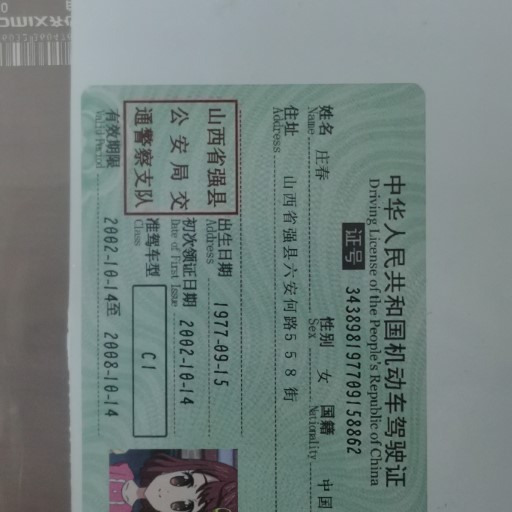 中华人民共和国机动车驾驶证
Driving License of the People's Republic of China
证号 343898197709158862
姓名 庄春 性别 女 国籍 中国
Name Sex Nationality
住址 山西省强县六安何路558街
Address
山西省强县
公安局交
通警察支队
出生日期 1977-09-15
Address
初次领证日期 2002-10-14
Date of First Issue
准驾车型 C1
Class
有效期限 2002-10-14至 2008-10-14
Valid Period